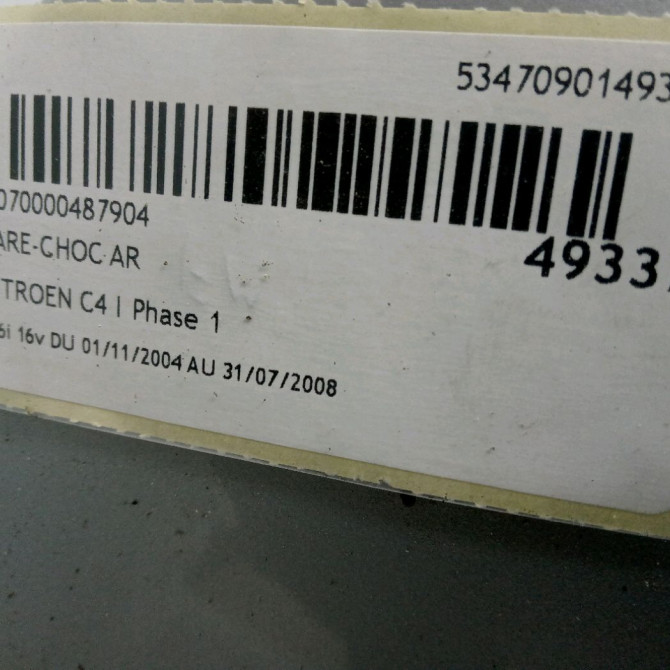 53470901493
070000487904
4933
ARE-CHOC AR
TROEN C4 I Phase 1
6i 16v DU 01/11/2004 AU 31/07/2008